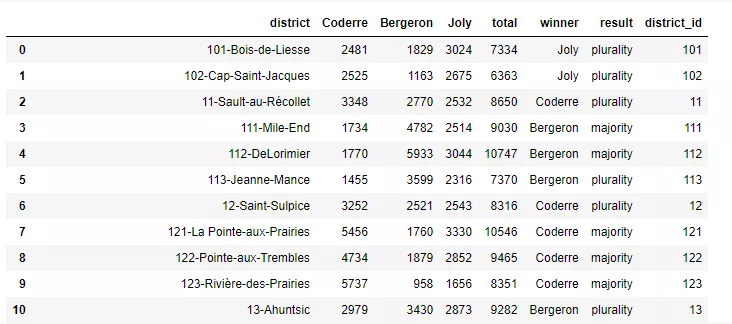 district Coderre Bergeron Joly total winner result district_id
0 101-Bois-de-Liesse 2481 1829 3024 7334 Joly plurality 101
1 102-Cap-Saint-Jacques 2525 1163 2675 6363 Joly plurality 102
2 11-Sault-au-Récollet 3348 2770 2532 8650 Coderre plurality 11
3 111-Mile-End 1734 4782 2514 9030 Bergeron majority 111
4 112-DeLorimier 1770 5933 3044 10747 Bergeron majority 112
5 113-Jeanne-Mance 1455 3599 2316 7370 Bergeron plurality 113
6 12-Saint-Sulpice 3252 2521 2543 8316 Coderre plurality 12
7 121-La Pointe-aux-Prairies 5456 1760 3330 10546 Coderre majority 121
8 122-Pointe-aux-Trembles 4734 1879 2852 9465 Coderre majority 122
9 123-Rivière-des-Prairies 5737 958 1656 8351 Coderre majority 123
10 13-Ahuntsic 2979 3430 2873 9282 Bergeron plurality 13